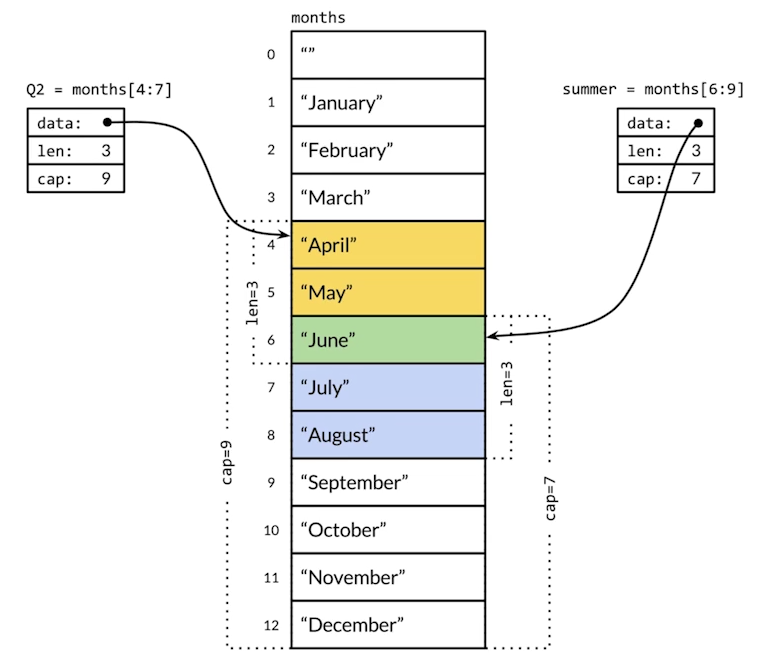 months
0 “”
Q2 = months[4:7]
data:
len: 3
cap: 9
summer = months[6:9]
data:
len: 3
cap: 7
1 “January”
2 “February”
3 “March”
4 “April”
5 “May”
6 “June”
7 “July”
8 “August”
9 “September”
10 “October”
11 “November”
12 “December”
len=3
cap=9
len=3
cap=7